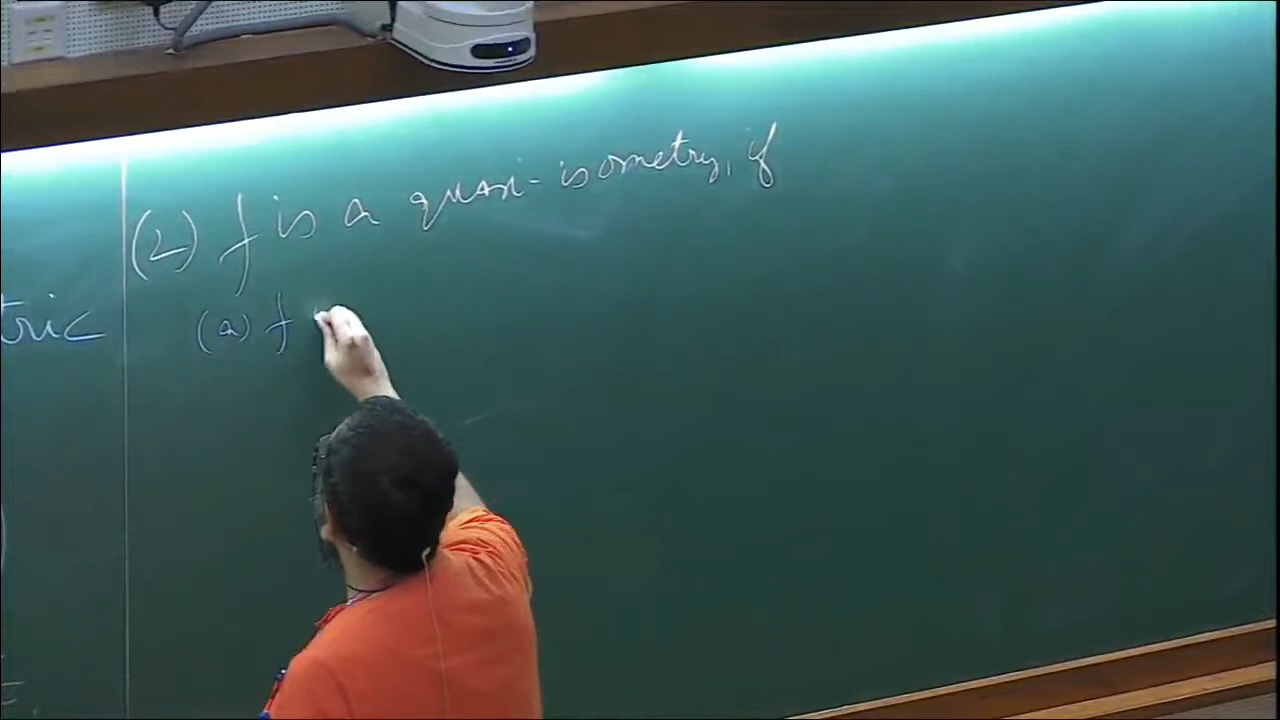 (2) f is a quasi-isometry, if
(a) f
tric